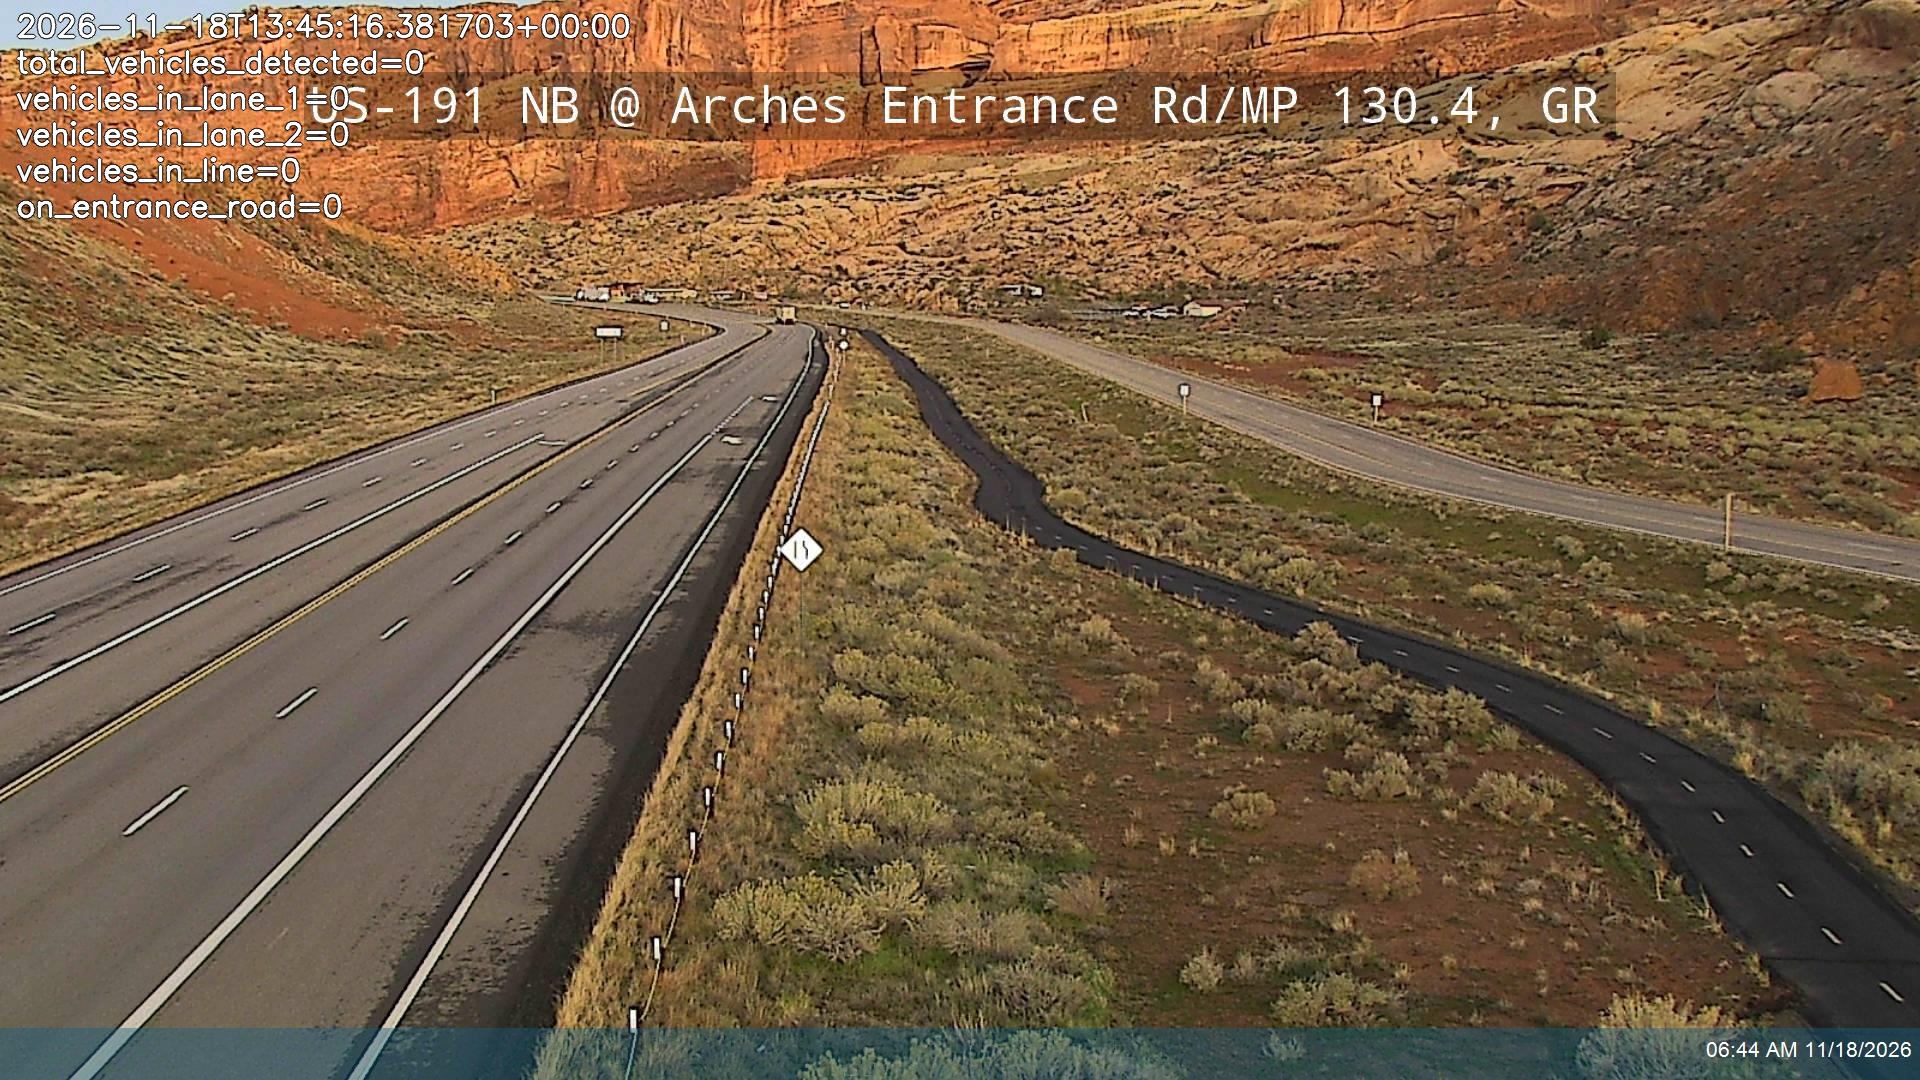 2026-11-18T13:45:16.381703+00:00
total_vehicles_detected=0
vehicles_in_lane_1=0
US-191 NB @ Arches Entrance Rd/MP 130.4, GR
vehicles_in_lane_2=0
vehicles_in_line=0
on_entrance_road=0
06:44 AM 11/18/2026